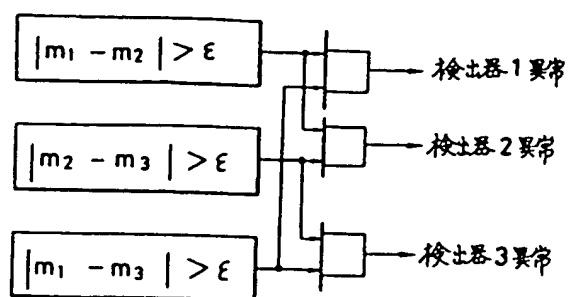 |m₁ - m₂| > ε
検出器1異常
|m₂ - m₃| > ε
検出器2異常
|m₁ - m₃| > ε
検出器3異常